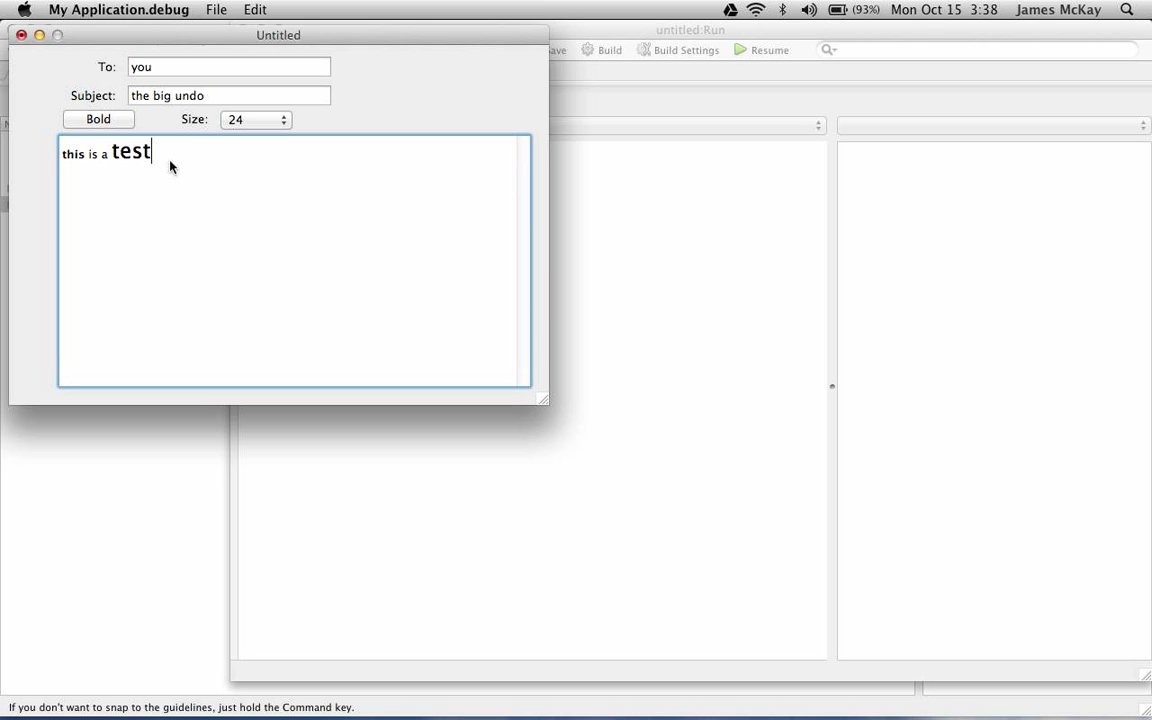 My Application.debug File Edit (93%) Mon Oct 15 3:38 James McKay
Untitled
untitled:Run
Build Build Settings Resume
To: you
Subject: the big undo
Bold Size: 24
this is a test
If you don't want to snap to the guidelines, just hold the Command key.